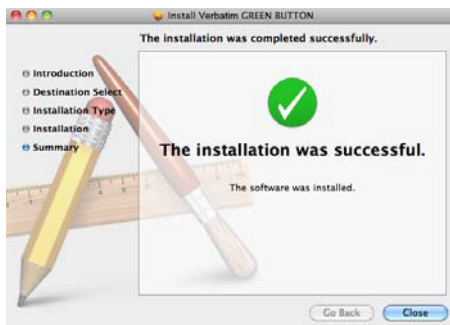 Install Verbatim GREEN BUTTON
The installation was completed successfully.
Introduction
Destination Select
Installation Type
Installation
Summary
The installation was successful.
The software was installed.
Go Back
Close